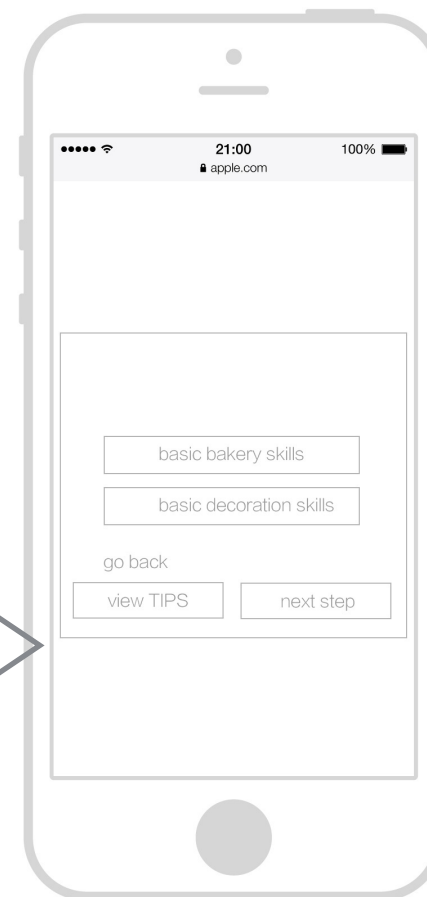 21:00 100%
apple.com
basic bakery skills
basic decoration skills
go back
view TIPS next step